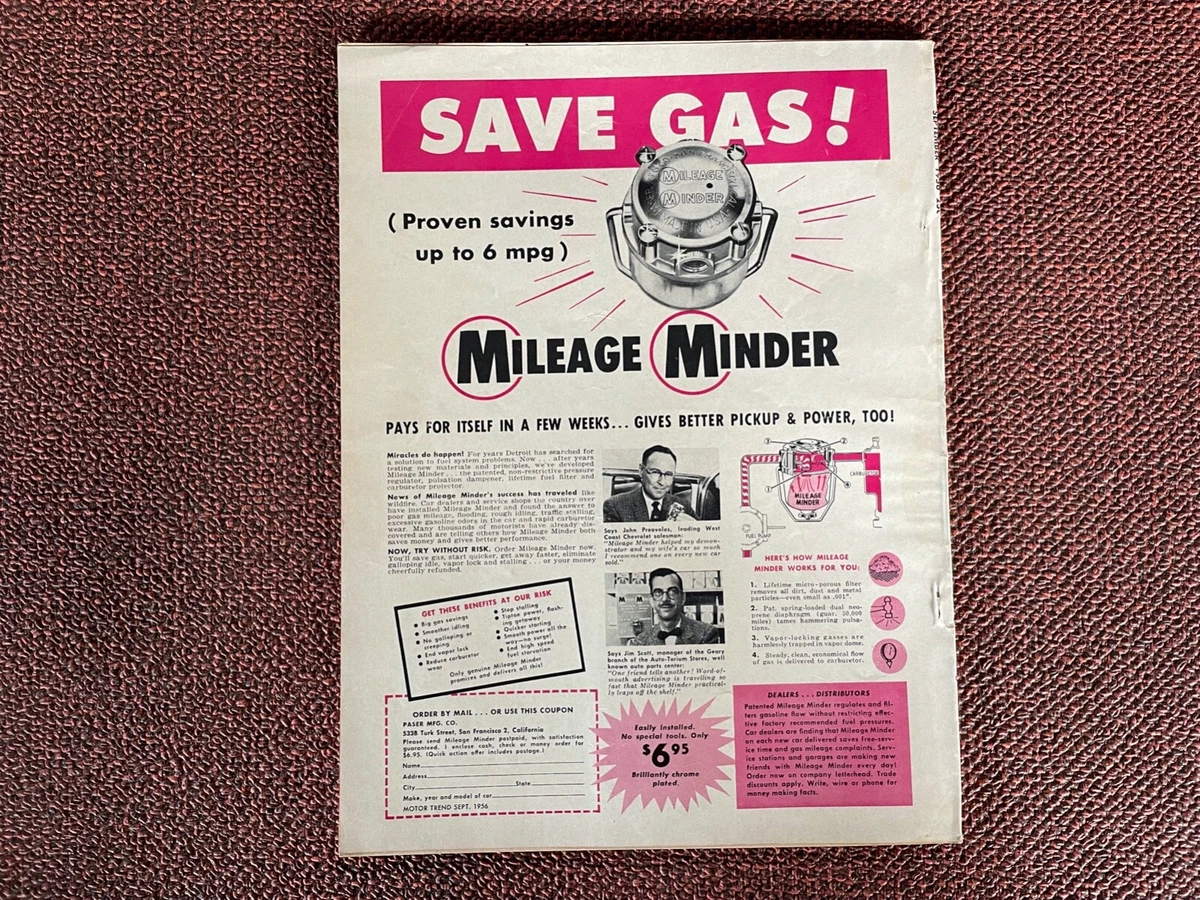 SAVE GAS!
MILEAGE
MINDER
(Proven savings
up to 6 mpg)
MILEAGE MINDER
PAYS FOR ITSELF IN A FEW WEEKS... GIVES BETTER PICKUP & POWER, TOO!
Miracles do happen! For years Detroit has searched for
a solution to fuel system problems. Now . . . after years
testing new materials and principles, we've developed
Mileage Minder . . . the patented, non-restrictive pressure
regulator, pulsation dampener, lifetime fuel filter and
carburetor protector.
News of Mileage Minder's success has traveled like
wildfire. Car dealers and service shops the country over
have installed Mileage Minder and found the answer to
poor gas mileage, flooding, rough idling, traffic stalling,
excessive gasoline odors in the car and rapid carburetor
wear. Many thousands of motorists have already dis-
covered and are telling others how Mileage Minder both
saves money and gives better performance.
NOW, TRY WITHOUT RISK. Order Mileage Minder now.
You'll save gas, start quicker, get away faster, eliminate
galloping idle, vapor lock and stalling . . . or your money
cheerfully refunded.
GET THESE BENEFITS AT OUR RISK
• Big gas savings
• Smoother idling
• No galloping or
creeping
• End vapor lock
• Reduce carburetor
wear
• Stop stalling
• Tiptoe power, flash-
ing getaway
• Quicker starting
• Smooth power all the
way—no surge!
• End high speed
fuel starvation
Only genuine Mileage Minder
promises and delivers all this!
ORDER BY MAIL . . . OR USE THIS COUPON
PASER MFG. CO.
533B Turk Street, San Francisco 2, California
Please send Mileage Minder postpaid, with satisfaction
guaranteed. I enclose cash, check or money order for
$6.95. (Quick action offer includes postage.)
Name
Address
City State
Make, year and model of car
MOTOR TREND SEPT. 1956
Says John Preovolos, leading West
Coast Chevrolet salesman:
"Mileage Minder helped my demon-
strator and my wife's car so much
I recommend one on every new car
sold."
Says Jim Scott, manager of the Geary
branch of the Auto-Torium Stores, well
known auto parts center:
"One friend tells another! Word-of-
mouth advertising is travelling so
fast that Mileage Minder practical-
ly leaps off the shelf."
Easily installed.
No special tools. Only
$6.95
Brilliantly chrome
plated.
3 2
CARBURETOR
1 4
MILEAGE
MINDER
FUEL PUMP
HERE'S HOW MILEAGE
MINDER WORKS FOR YOU:
1. Lifetime micro-porous filter
removes all dirt, dust and metal
particles—even small as .001".
2. Pat. spring-loaded dual neo-
prene diaphragm (guar. 50,000
miles) tames hammering pulsa-
tions.
3. Vapor-locking gasses are
harmlessly trapped in vapor dome.
4. Steady, clean, economical flow
of gas is delivered to carburetor.
DEALERS . . . DISTRIBUTORS
Patented Mileage Minder regulates and fil-
ters gasoline flow without restricting effec-
tive factory recommended fuel pressures.
Car dealers are finding that Mileage Minder
on each new car delivered saves free-serv-
ice time and gas mileage complaints. Serv-
ice stations and garages are making new
friends with Mileage Minder every day!
Order now on company letterhead. Trade
discounts apply. Write, wire or phone for
money making facts.